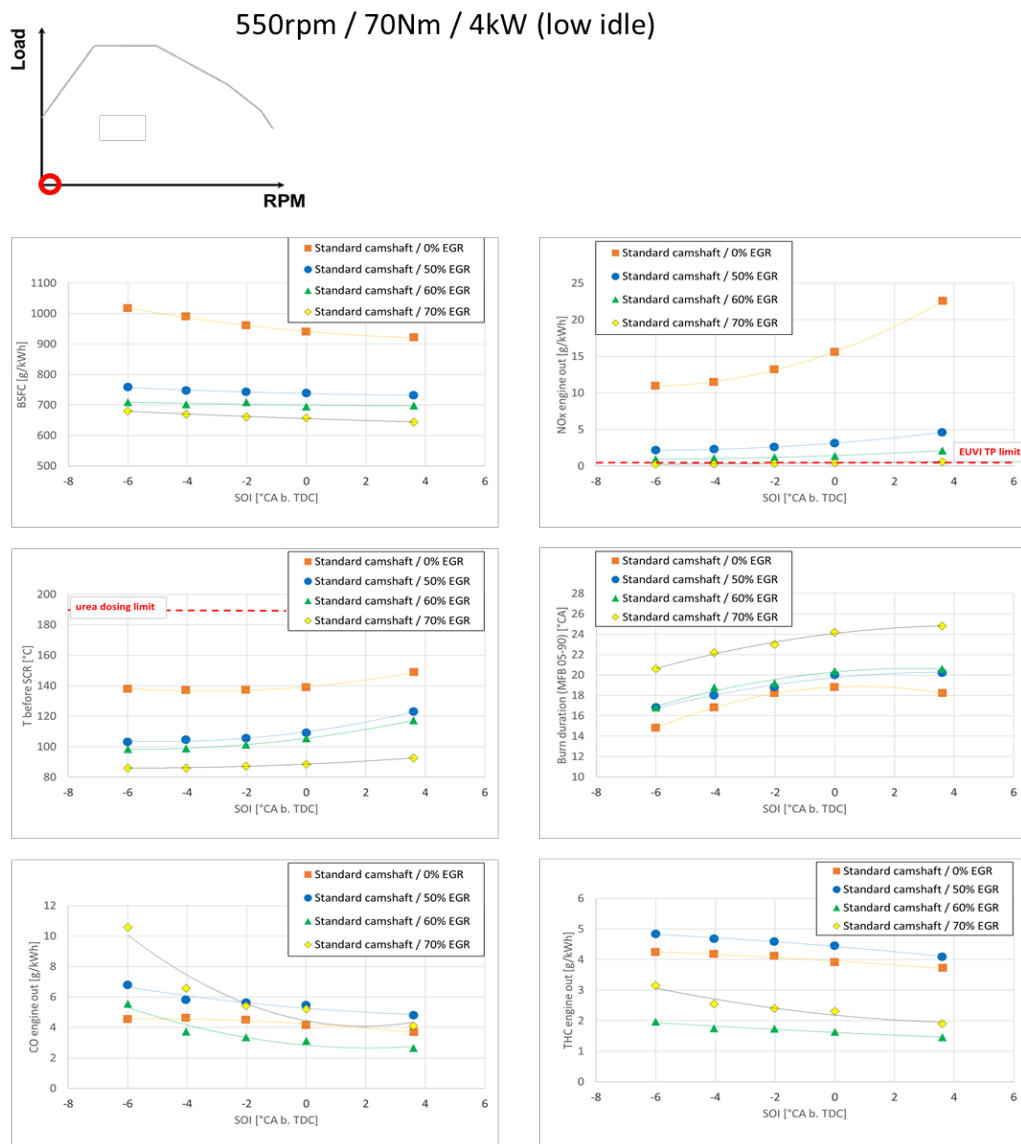 550rpm / 70Nm / 4kW (low idle)
Load
RPM
Standard camshaft / 0% EGR
Standard camshaft / 50% EGR
Standard camshaft / 60% EGR
Standard camshaft / 70% EGR
1100
1000
900
800
700
600
500
BSFC [g/kWh]
-8 -6 -4 -2 0 2 4 6
SOI [°CA b. TDC]
Standard camshaft / 0% EGR
Standard camshaft / 50% EGR
Standard camshaft / 60% EGR
Standard camshaft / 70% EGR
25
20
15
10
5
0
NOx engine out [g/kWh]
EUVI TP limit
-8 -6 -4 -2 0 2 4 6
SOI [°CA b. TDC]
Standard camshaft / 0% EGR
Standard camshaft / 50% EGR
Standard camshaft / 60% EGR
Standard camshaft / 70% EGR
200
180
160
140
120
100
80
T before SCR [°C]
urea dosing limit
-8 -6 -4 -2 0 2 4 6
SOI [°CA b. TDC]
Standard camshaft / 0% EGR
Standard camshaft / 50% EGR
Standard camshaft / 60% EGR
Standard camshaft / 70% EGR
28
26
24
22
20
18
16
14
12
10
Burn duration (MFB 05-90) [°CA]
-8 -6 -4 -2 0 2 4 6
SOI [°CA b. TDC]
Standard camshaft / 0% EGR
Standard camshaft / 50% EGR
Standard camshaft / 60% EGR
Standard camshaft / 70% EGR
12
10
8
6
4
2
0
CO engine out [g/kWh]
-8 -6 -4 -2 0 2 4 6
SOI [°CA b. TDC]
Standard camshaft / 0% EGR
Standard camshaft / 50% EGR
Standard camshaft / 60% EGR
Standard camshaft / 70% EGR
7
6
5
4
3
2
1
0
THC engine out [g/kWh]
-8 -6 -4 -2 0 2 4 6
SOI [°CA b. TDC]